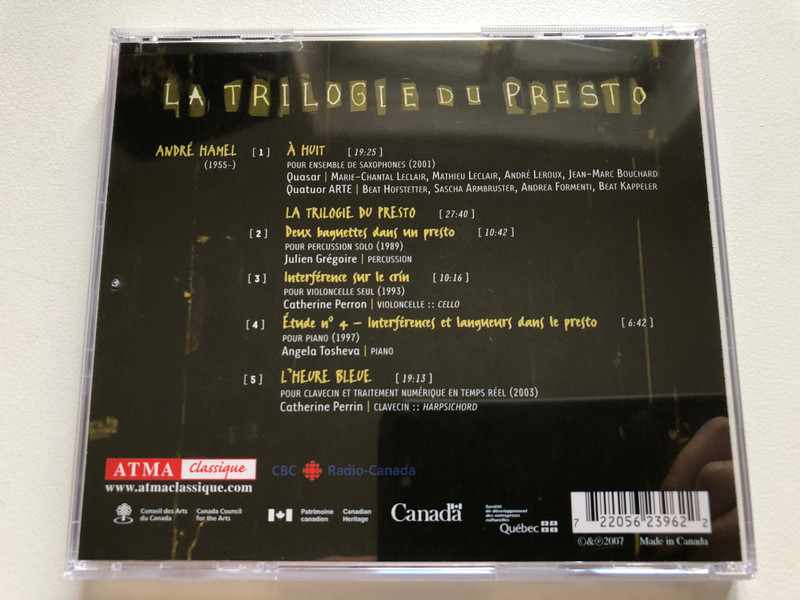 LA TRILOGIE DU PRESTO
ANDRÉ HAMEL [1] À HUIT [19:25]
(1955-) POUR ENSEMBLE DE SAXOPHONES (2001)
Quasar | Marie-Chantal Leclair, Mathieu Leclair, André Leroux, Jean-Marc Bouchard
Quatuor ARTE | Beat Hofstetter, Sascha Armbruster, Andrea Formenti, Beat Kappeler
LA TRILOGIE DU PRESTO [27:40]
[2] Deux baguettes dans un presto [10:42]
POUR PERCUSSION SOLO (1989)
Julien Grégoire | PERCUSSION
[3] Interférence sur le crin [10:16]
POUR VIOLONCELLE SEUL (1993)
Catherine Perron | VIOLONCELLE :: CELLO
[4] Étude n° 4 – Interférences et langueurs dans le presto [6:42]
POUR PIANO (1997)
Angela Tosheva | PIANO
[5] L'HEURE BLEUE [19:13]
POUR CLAVECIN ET TRAITEMENT NUMÉRIQUE EN TEMPS RÉEL (2003)
Catherine Perrin | CLAVECIN :: HARPSICHORD
ATMA Classique CBC Radio-Canada
www.atmaclassique.com
Conseil des Arts du Canada Canada Council for the Arts
Patrimoine canadien Canadian Heritage
Canada
Société de développement des entreprises culturelles
Québec
7 22056 23962 2
©&℗2007 Made in Canada